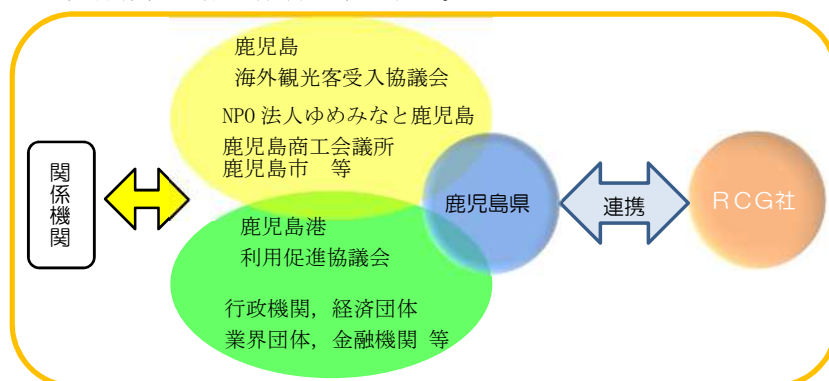 鹿児島
海外観光客受入協議会
NPO法人ゆめみなと鹿児島
鹿児島商工会議所
鹿児島市 等
関係機関
鹿児島県
連携
RCG社
鹿児島港
利用促進協議会
行政機関，経済団体
業界団体，金融機関 等